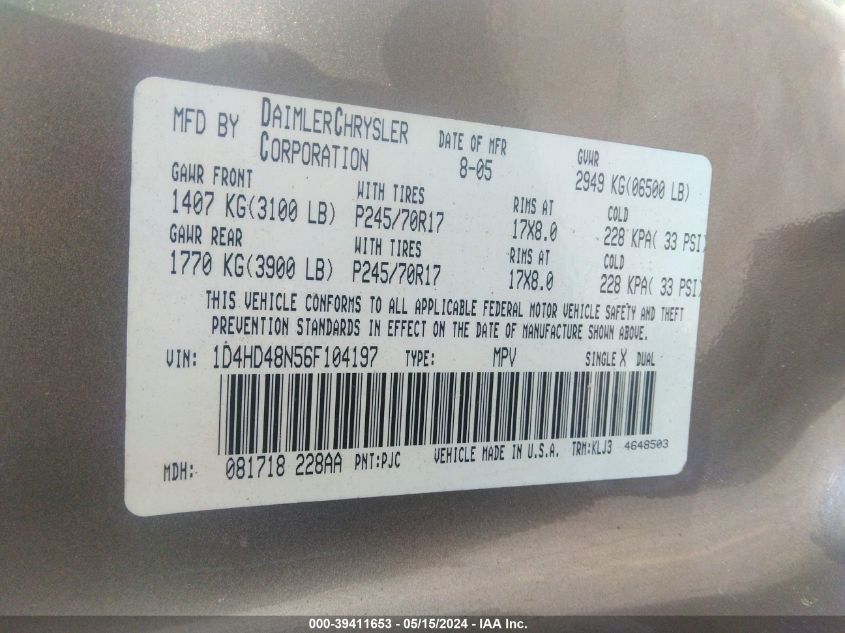 MFD BY DAIMLERCHRYSLER CORPORATION DATE OF MFR 8-05 GVWR 2949 KG(06500 LB)
GAWR FRONT WITH TIRES RIMS AT COLD
1407 KG(3100 LB) P245/70R17 17X8.0 228 KPA( 33 PSI)
GAWR REAR WITH TIRES RIMS AT COLD
1770 KG(3900 LB) P245/70R17 17X8.0 228 KPA( 33 PSI)
THIS VEHICLE CONFORMS TO ALL APPLICABLE FEDERAL MOTOR VEHICLE SAFETY AND THEFT
PREVENTION STANDARDS IN EFFECT ON THE DATE OF MANUFACTURE SHOWN ABOVE.
VIN: 1D4HD48N56F104197 TYPE: MPV SINGLE X DUAL
MDH: 081718 228AA PNT:PJC VEHICLE MADE IN U.S.A. TRM:KLJ3 4648503
000-39411653 - 05/15/2024 - IAA Inc.